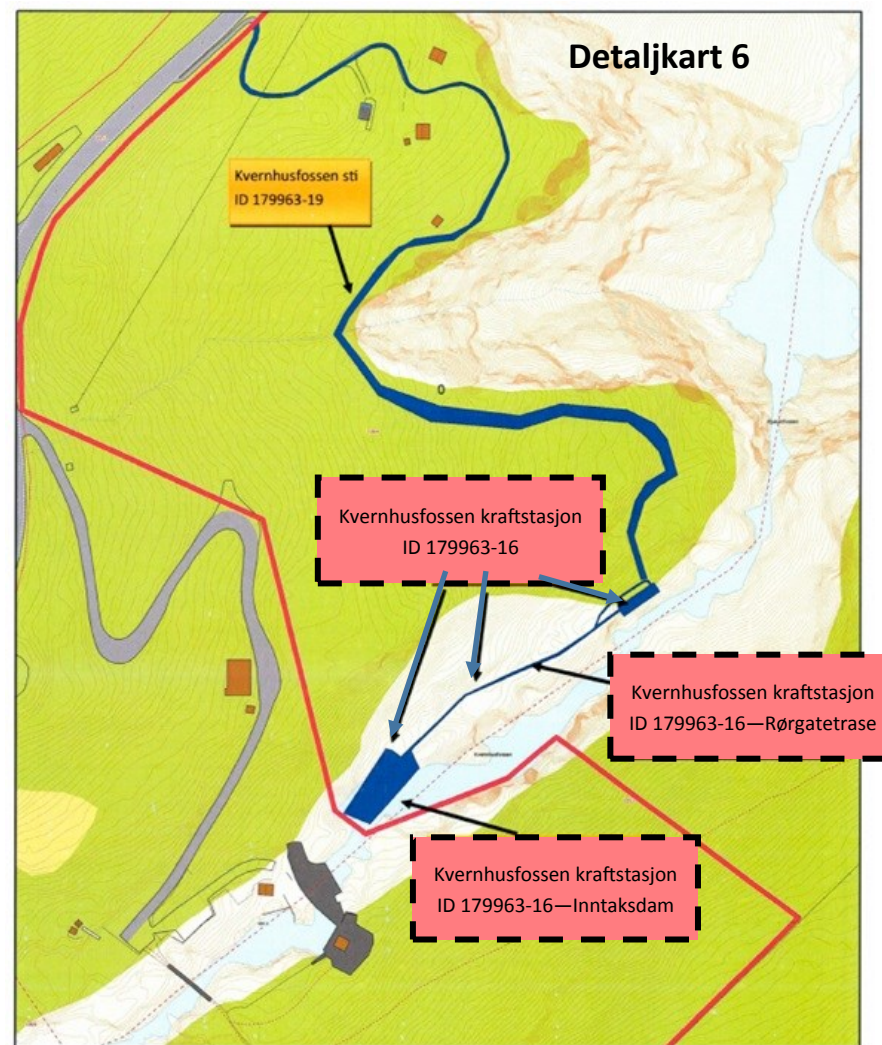 Detaljkart 6
Kvernhusfossen sti
ID 179963-19
Kvernhusfossen kraftstasjon
ID 179963-16
Kvernhusfossen kraftstasjon
ID 179963-16—Rørgatetrase
Kvernhusfossen
Kvernhusfossen kraftstasjon
ID 179963-16—Inntaksdam